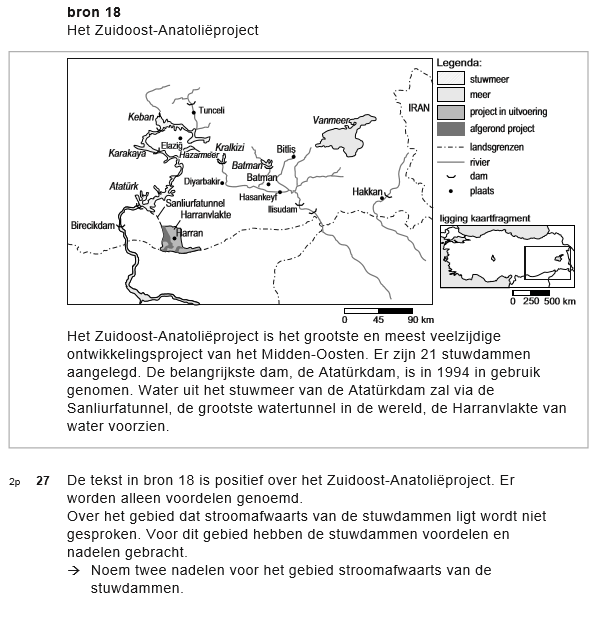 bron 18
Het Zuidoost-Anatoliëproject
Legenda:
stuwmeer
meer
project in uitvoering
afgerond project
landsgrenzen
rivier
dam
plaats
ligging kaartfragment
0 250 500 km
Tunceli
Keban
Vanmeer
IRAN
Elaziğ
Karakaya
Hazarmeer
Kralkizi
Bitlis
Batman
Diyarbakir
Batman
Hasankeyf
Hakkan
Atatürk
Ilisudam
Sanliurfatunnel
Harranvlakte
Birecikdam
Harran
0 45 90 km
Het Zuidoost-Anatoliëproject is het grootste en meest veelzijdige
ontwikkelingsproject van het Midden-Oosten. Er zijn 21 stuwdammen
aangelegd. De belangrijkste dam, de Atatürkdam, is in 1994 in gebruik
genomen. Water uit het stuwmeer van de Atatürkdam zal via de
Sanliurfatunnel, de grootste watertunnel in de wereld, de Harranvlakte van
water voorzien.
2p 27 De tekst in bron 18 is positief over het Zuidoost-Anatoliëproject. Er
worden alleen voordelen genoemd.
Over het gebied dat stroomafwaarts van de stuwdammen ligt wordt niet
gesproken. Voor dit gebied hebben de stuwdammen voordelen en
nadelen gebracht.
→ Noem twee nadelen voor het gebied stroomafwaarts van de
stuwdammen.